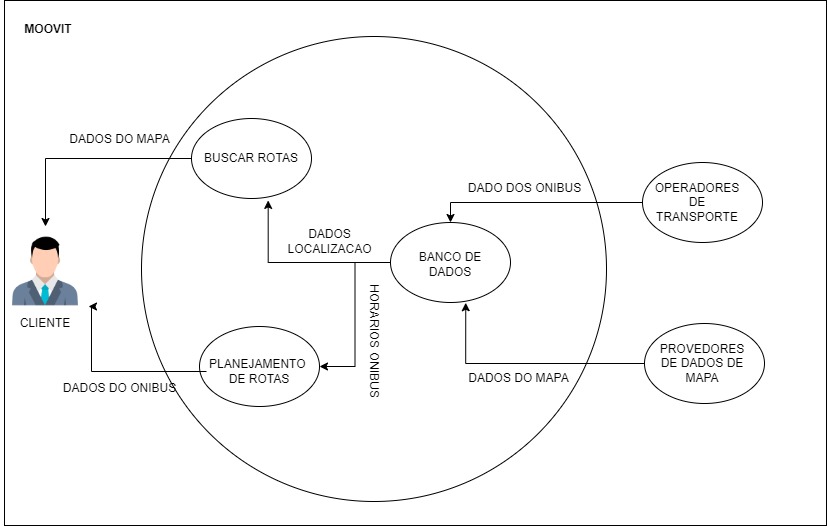 MOOVIT
DADOS DO MAPA
BUSCAR ROTAS
DADO DOS ONIBUS
OPERADORES
DE
TRANSPORTE
DADOS
LOCALIZACAO
BANCO DE
DADOS
CLIENTE
HORARIOS ONIBUS
PLANEJAMENTO
DE ROTAS
DADOS DO ONIBUS
DADOS DO MAPA
PROVEDORES
DE DADOS DE
MAPA